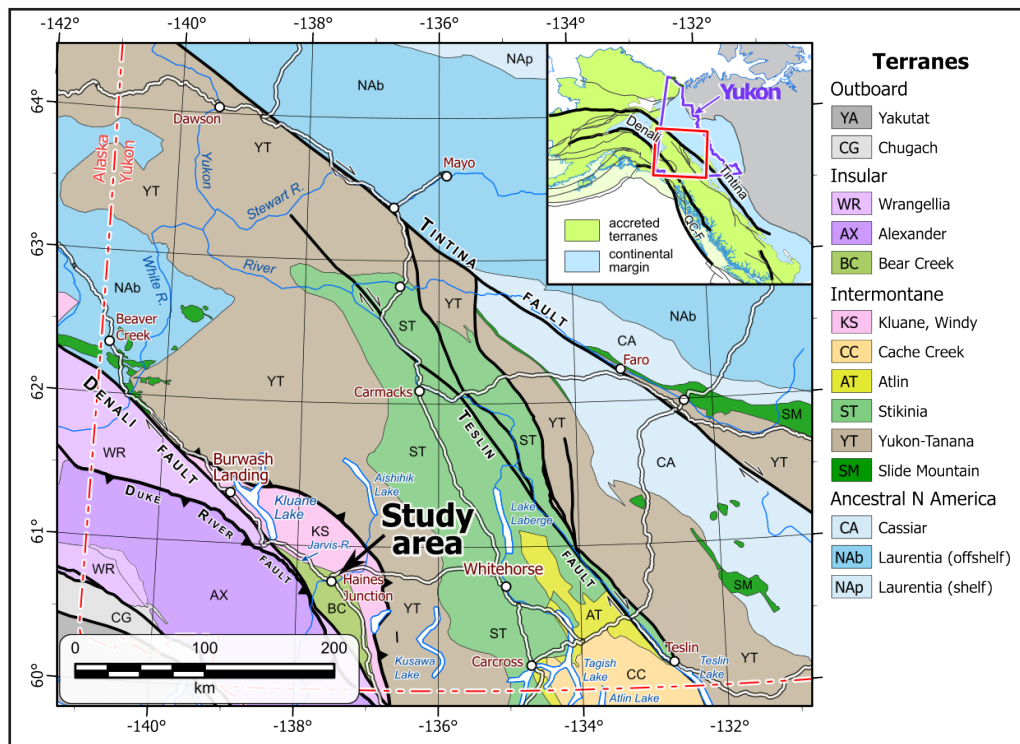 -142°
-140°
-138°
-136°
-134°
-132°
64°
63°
62°
61°
60°
-140°
-138°
-136°
-134°
-132°
NAp
NAb
Dawson
YT
Mayo
Alaska
Yukon
Yukon
YT
Stewart R.
TINTINA
FAULT
White R.
River
NAb
Beaver
Creek
ST
YT
NAb
CA
Faro
YT
Carmacks
SM
DENALI
FAULT
TESLIN
FAULT
ST
YT
ST
CA
YT
WR
Burwash
Landing
DUKE
RIVER
FAULT
Kluane
Lake
Aishihik
Lake
Lake
Laberge
KS
Study
area
Jarvis R.
Whitehorse
Haines
Junction
WR
AX
BC
YT
SM
CG
AT
ST
Teslin
YT
Kusawa
Lake
Carcross
Tagish
Lake
CC
Teslin
Lake
Atlin Lake
0 100 200
km
Yukon
Denali
Tintina
QC-F
accreted
terranes
continental
margin
Terranes
Outboard
YA Yakutat
CG Chugach
Insular
WR Wrangellia
AX Alexander
BC Bear Creek
Intermontane
KS Kluane, Windy
CC Cache Creek
AT Atlin
ST Stikinia
YT Yukon-Tanana
SM Slide Mountain
Ancestral N America
CA Cassiar
NAb Laurentia (offshelf)
NAp Laurentia (shelf)